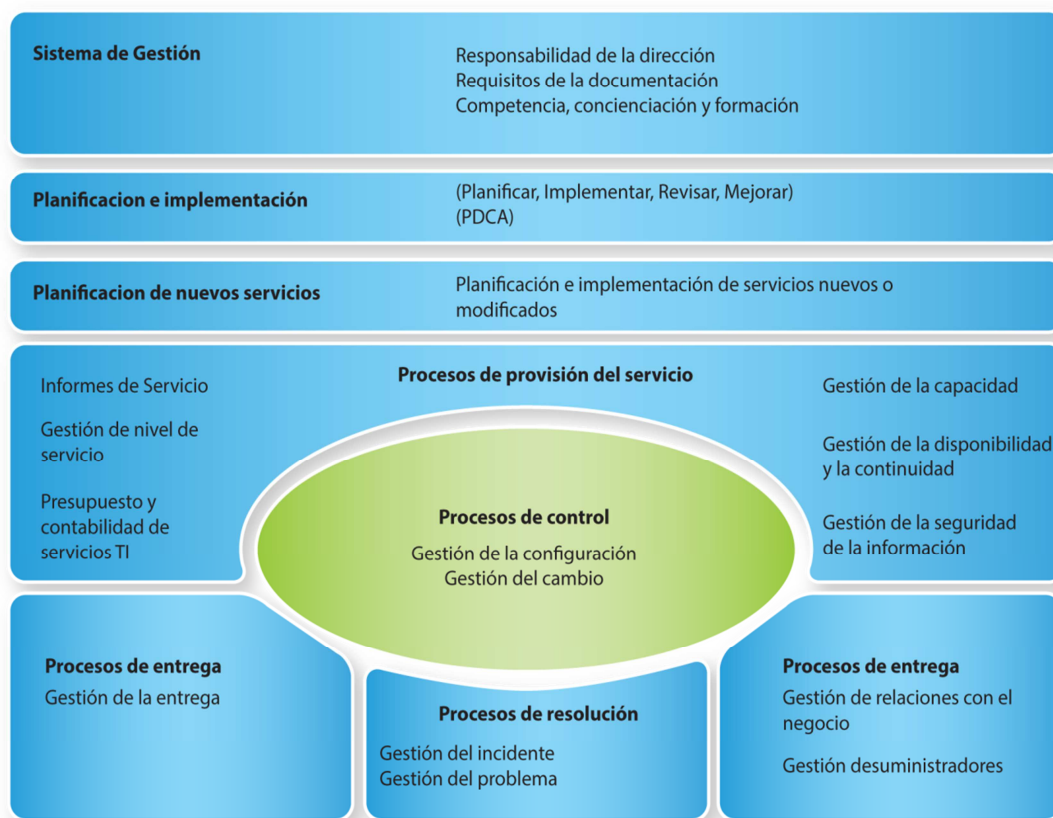 Sistema de Gestión
Responsabilidad de la dirección
Requisitos de la documentación
Competencia, concienciación y formación
Planificacion e implementación
(Planificar, Implementar, Revisar, Mejorar)
(PDCA)
Planificacion de nuevos servicios
Planificación e implementación de servicios nuevos o
modificados
Procesos de provisión del servicio
Informes de Servicio
Gestión de nivel de
servicio
Presupuesto y
contabilidad de
servicios TI
Gestión de la capacidad
Gestión de la disponibilidad
y la continuidad
Gestión de la seguridad
de la información
Procesos de control
Gestión de la configuración
Gestión del cambio
Procesos de entrega
Gestión de la entrega
Procesos de resolución
Gestión del incidente
Gestión del problema
Procesos de entrega
Gestión de relaciones con el
negocio
Gestión desuministradores